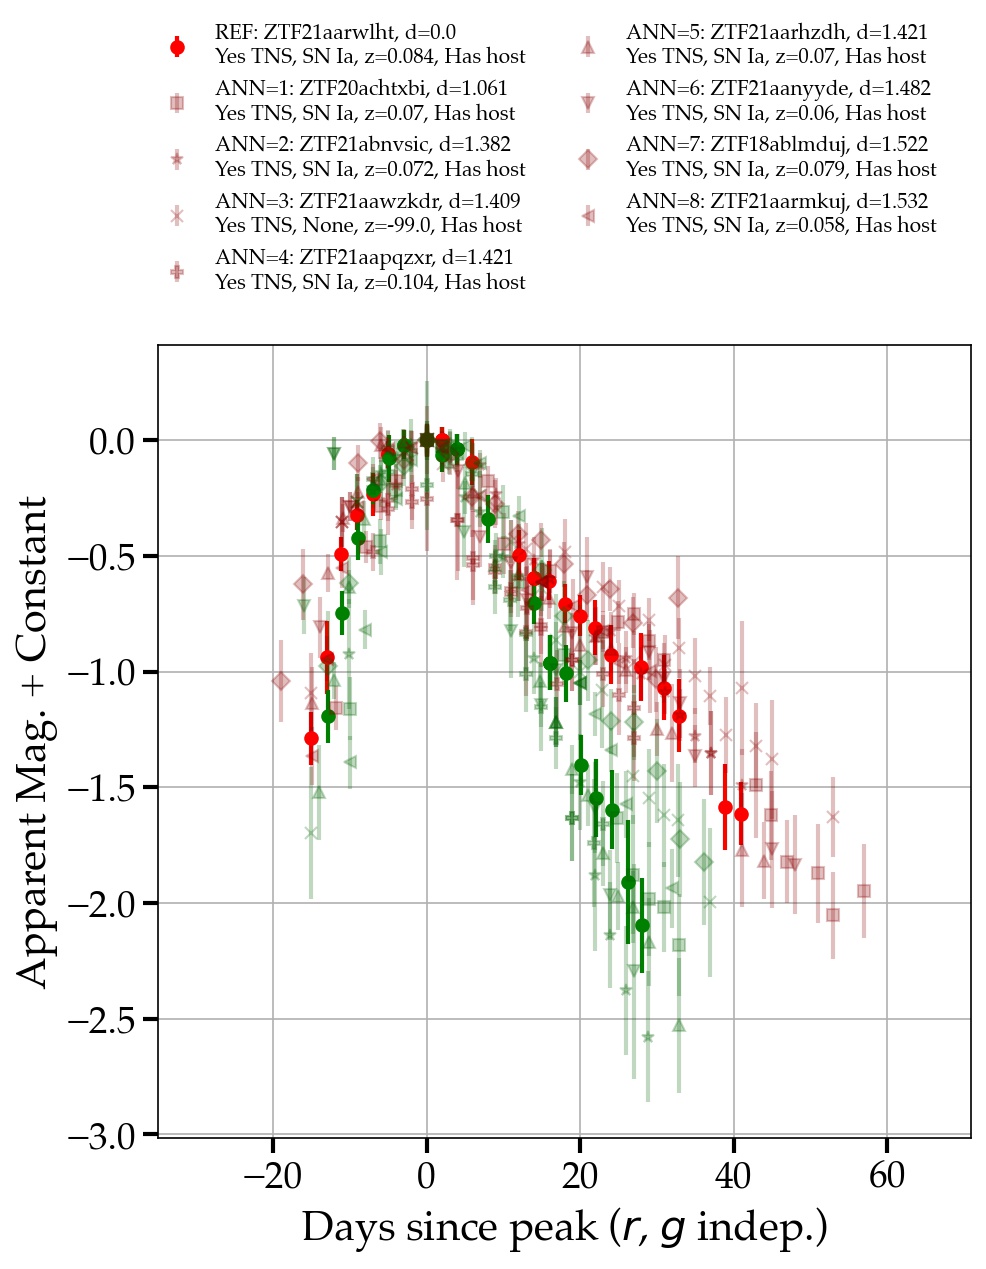 REF: ZTF21aarwlht, d=0.0
Yes TNS, SN Ia, z=0.084, Has host
ANN=1: ZTF20achtxbi, d=1.061
Yes TNS, SN Ia, z=0.07, Has host
ANN=2: ZTF21abnvsic, d=1.382
Yes TNS, SN Ia, z=0.072, Has host
ANN=3: ZTF21aawzkdr, d=1.409
Yes TNS, None, z=-99.0, Has host
ANN=4: ZTF21aapqzxr, d=1.421
Yes TNS, SN Ia, z=0.104, Has host
ANN=5: ZTF21aarhzdh, d=1.421
Yes TNS, SN Ia, z=0.07, Has host
ANN=6: ZTF21aanyyde, d=1.482
Yes TNS, SN Ia, z=0.06, Has host
ANN=7: ZTF18ablmduj, d=1.522
Yes TNS, SN Ia, z=0.079, Has host
ANN=8: ZTF21aarmkuj, d=1.532
Yes TNS, SN Ia, z=0.058, Has host
Apparent Mag. + Constant
0.0
−0.5
−1.0
−1.5
−2.0
−2.5
−3.0
−20
0
20
40
60
Days since peak (r, g indep.)